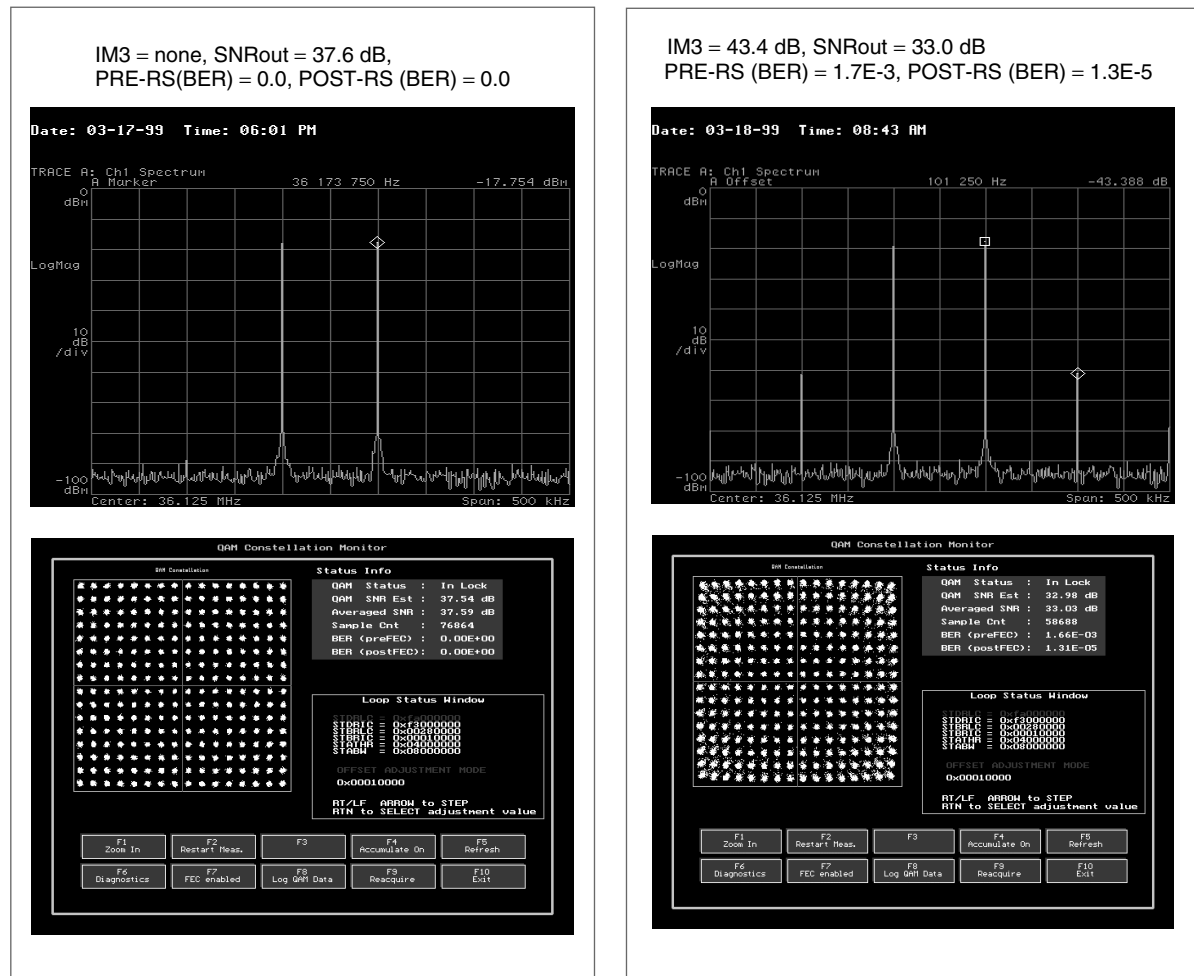 IM3 = none, SNRout = 37.6 dB,
PRE-RS(BER) = 0.0, POST-RS (BER) = 0.0
Date: 03-17-99 Time: 06:01 PM
TRACE A: Ch1 Spectrum
A Marker 36 173 750 Hz -17.754 dBm
0
dBm
LogMag
10
dB
/div
-100
dBm
Center: 36.125 MHz Span: 500 kHz
QAM Constellation Monitor
QAM Constellation
Status Info
QAM Status : In Lock
QAM SNR Est : 37.54 dB
Averaged SNR : 37.59 dB
Sample Cnt : 76864
BER (preFEC) : 0.00E+00
BER (postFEC): 0.00E+00
Loop Status Window
STDRLC = 0xfa000000
STDRIC = 0xf3000000
STBRLC = 0x00280000
STBRIC = 0x00010000
STATHR = 0x04000000
STABW = 0x08000000
OFFSET ADJUSTMENT MODE
0x00010000
RT/LF ARROW to STEP
RTN to SELECT adjustment value
F1
Zoom In
F2
Restart Meas.
F3
F4
Accumulate On
F5
Refresh
F6
Diagnostics
F7
FEC enabled
F8
Log QAM Data
F9
Reacquire
F10
Exit
IM3 = 43.4 dB, SNRout = 33.0 dB
PRE-RS (BER) = 1.7E-3, POST-RS (BER) = 1.3E-5
Date: 03-18-99 Time: 08:43 AM
TRACE A: Ch1 Spectrum
A Offset 101 250 Hz -43.388 dB
0
dBm
LogMag
10
dB
/div
-100
dBm
Center: 36.125 MHz Span: 500 kHz
QAM Constellation Monitor
QAM Constellation
Status Info
QAM Status : In Lock
QAM SNR Est : 32.98 dB
Averaged SNR : 33.03 dB
Sample Cnt : 58688
BER (preFEC) : 1.66E-03
BER (postFEC): 1.31E-05
Loop Status Window
STDRLC = 0xfa000000
STDRIC = 0xf3000000
STBRLC = 0x00280000
STBRIC = 0x00010000
STATHR = 0x04000000
STABW = 0x08000000
OFFSET ADJUSTMENT MODE
0x00010000
RT/LF ARROW to STEP
RTN to SELECT adjustment value
F1
Zoom In
F2
Restart Meas.
F3
F4
Accumulate On
F5
Refresh
F6
Diagnostics
F7
FEC enabled
F8
Log QAM Data
F9
Reacquire
F10
Exit